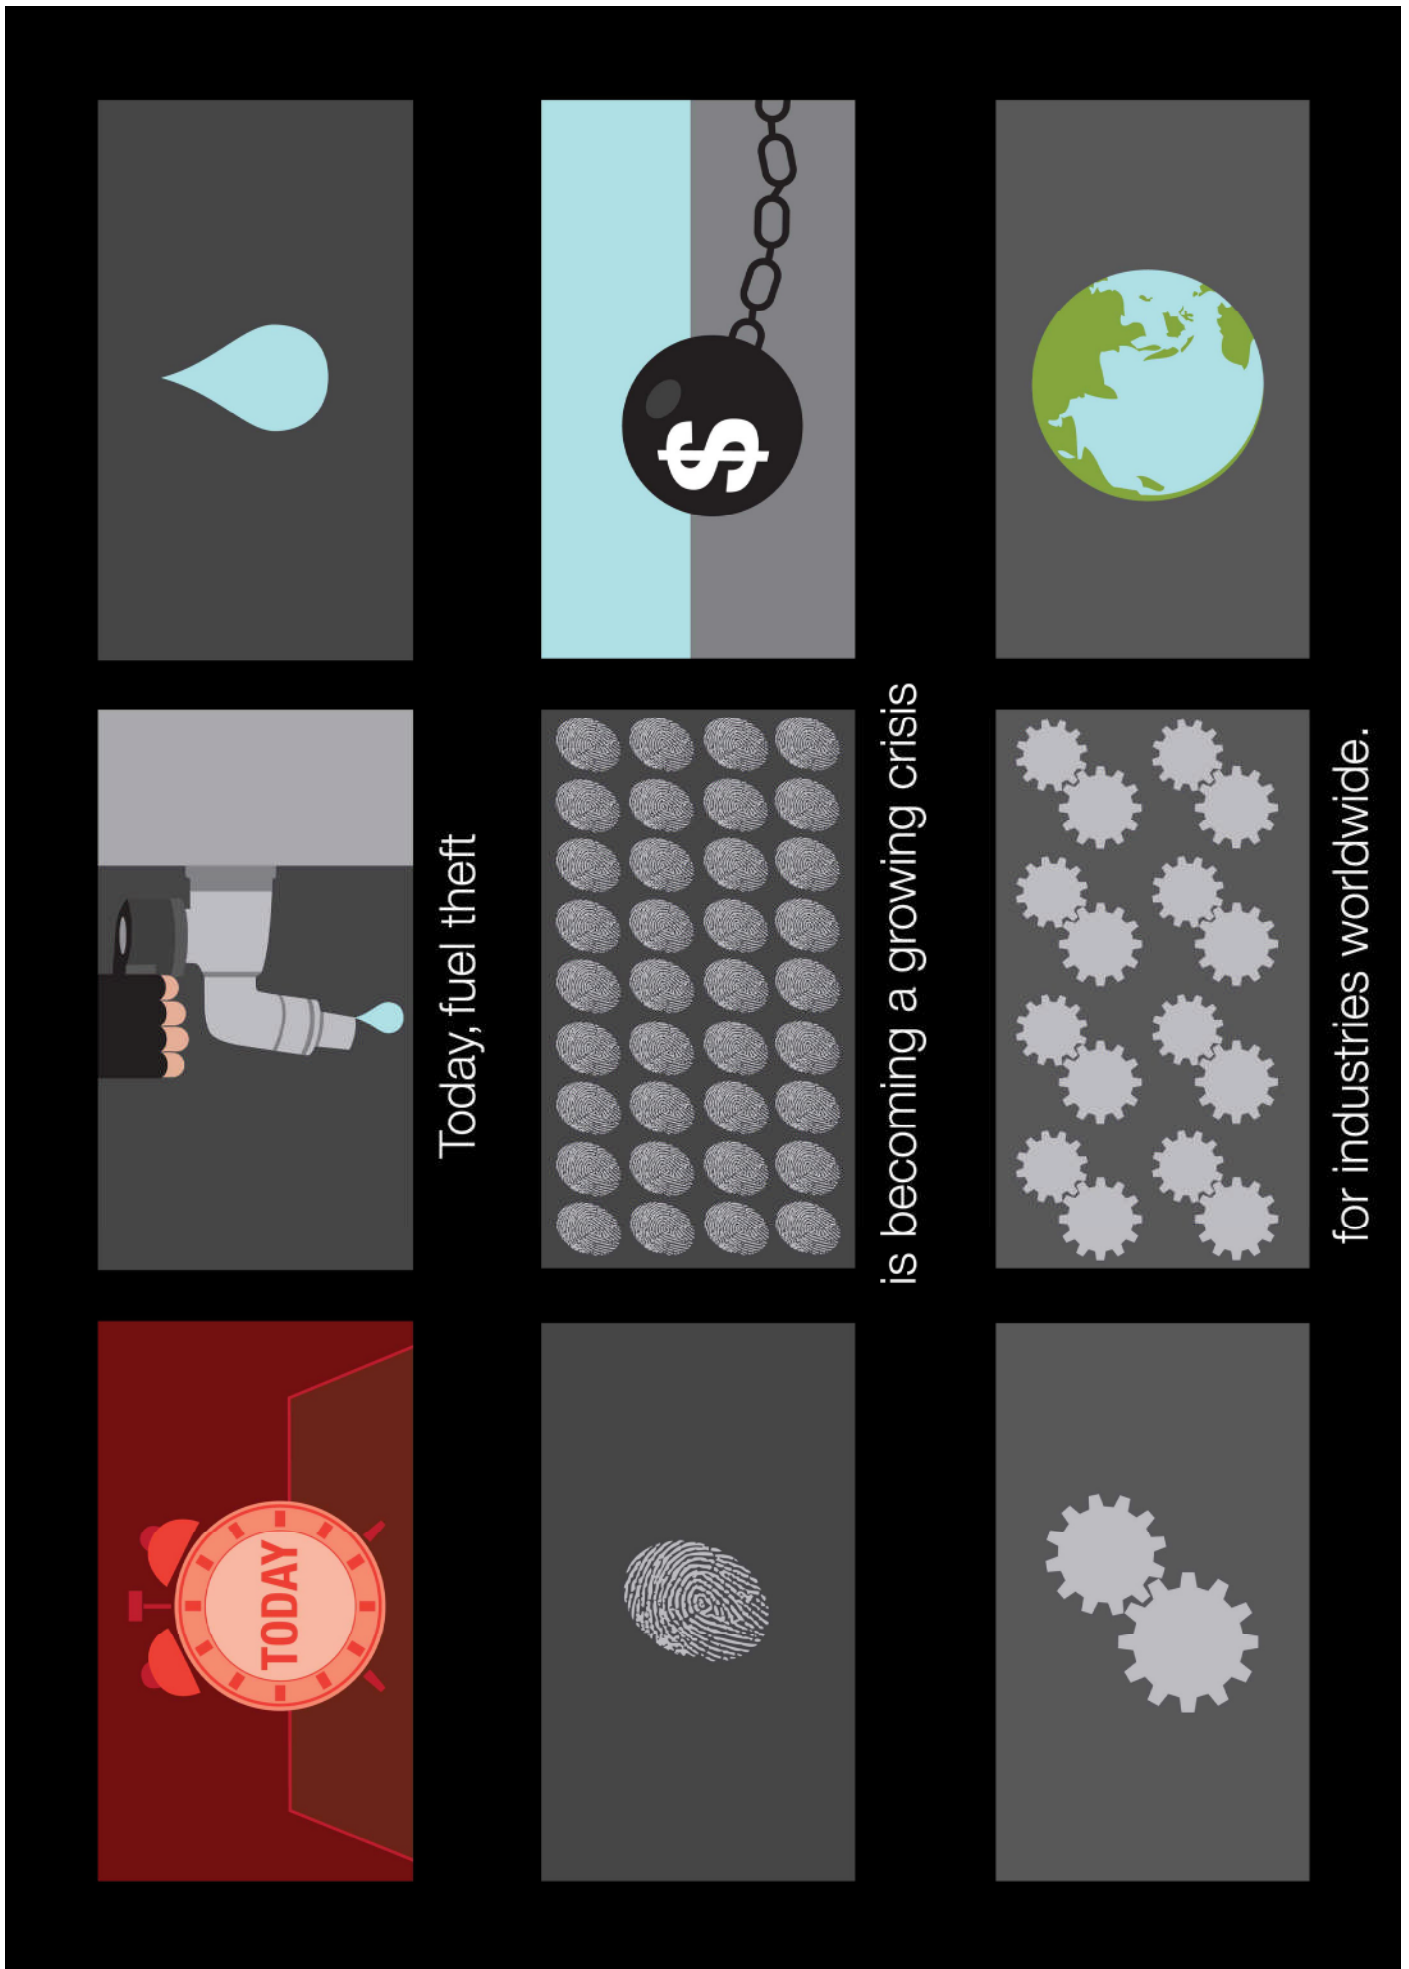 TODAY
Today, fuel theft
$
is becoming a growing crisis
for industries worldwide.